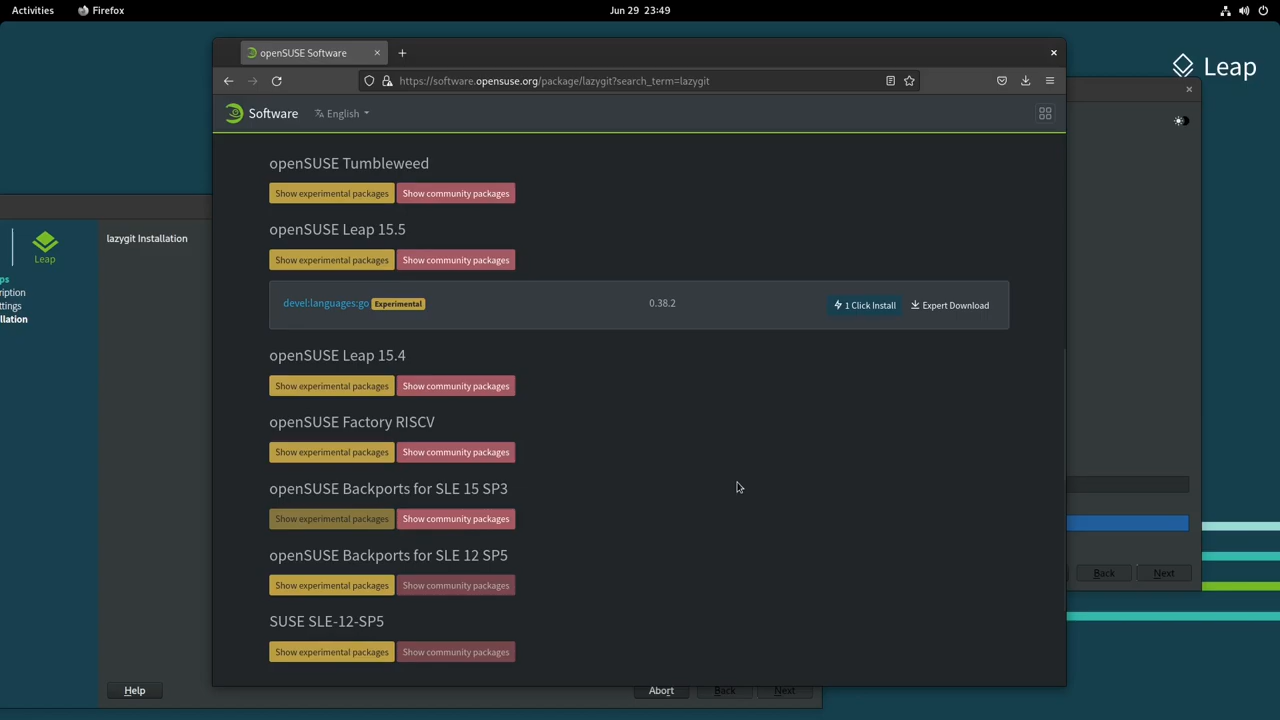 Activities
Firefox
Jun 29 23:49
Leap
openSUSE Software
https://software.opensuse.org/package/lazygit?search_term=lazygit
Software
English
openSUSE Tumbleweed
Show experimental packages
Show community packages
openSUSE Leap 15.5
Show experimental packages
Show community packages
devel:languages:go Experimental
0.38.2
1 Click Install
Expert Download
openSUSE Leap 15.4
Show experimental packages
Show community packages
openSUSE Factory RISCV
Show experimental packages
Show community packages
openSUSE Backports for SLE 15 SP3
Show experimental packages
Show community packages
openSUSE Backports for SLE 12 SP5
Show experimental packages
Show community packages
SUSE SLE-12-SP5
Show experimental packages
Show community packages
Leap
lazygit Installation
ps
ription
ttings
llation
Help
Abort
Back
Next
Back
Next